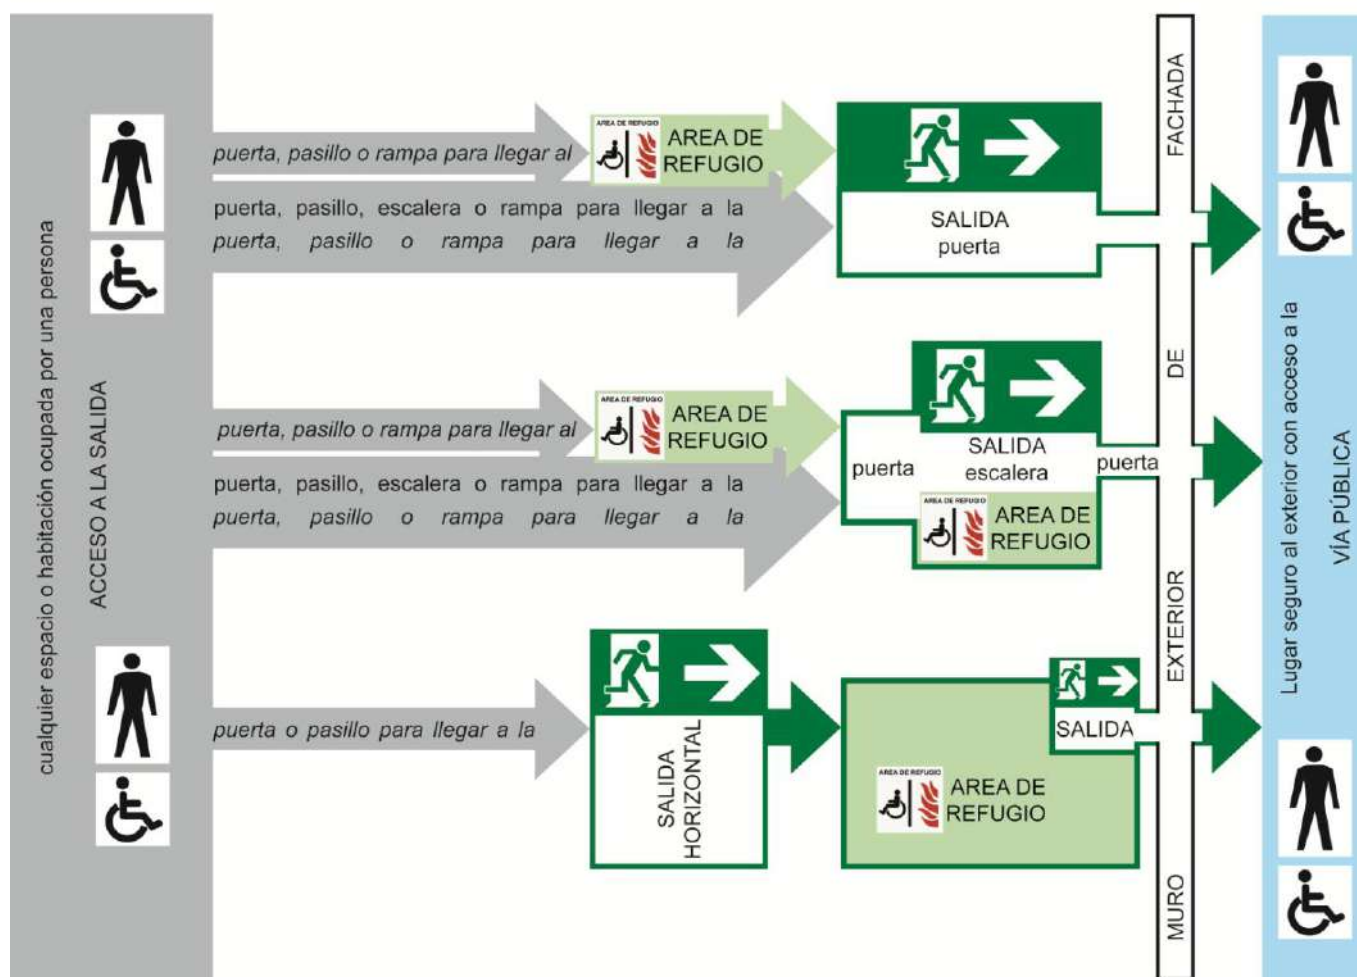 cualquier espacio o habitación ocupada por una persona
ACCESO A LA SALIDA
puerta, pasillo o rampa para llegar al
AREA DE REFUGIO
AREA DE
REFUGIO
puerta, pasillo, escalera o rampa para llegar a la
puerta, pasillo o rampa para llegar a la
SALIDA
puerta
puerta, pasillo o rampa para llegar al
AREA DE REFUGIO
AREA DE
REFUGIO
puerta, pasillo, escalera o rampa para llegar a la
puerta, pasillo o rampa para llegar a la
puerta
SALIDA
escalera
puerta
AREA DE REFUGIO
AREA DE
REFUGIO
puerta o pasillo para llegar a la
SALIDA
HORIZONTAL
AREA DE REFUGIO
AREA DE
REFUGIO
SALIDA
MURO EXTERIOR DE FACHADA
Lugar seguro al exterior con acceso a la
VÍA PÚBLICA